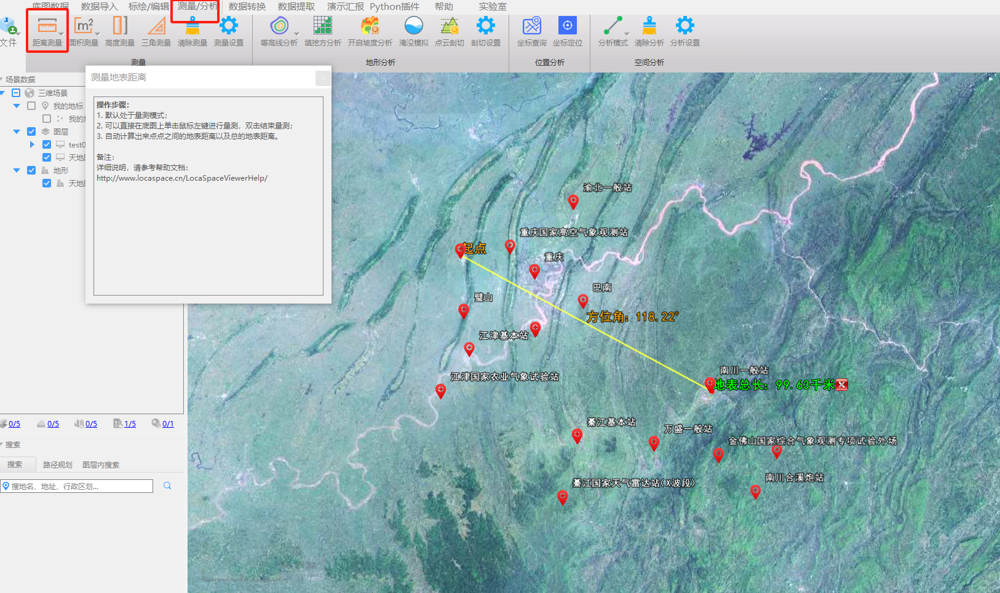 底图数据 数据导入 标绘/编辑 测量/分析 数据转换 数据提取 演示汇报 Python插件 帮助 实验室
文件 距离测量 面积测量 高度测量 三角测量 清除测量 测量设置 等高线分析 填挖方分析 开启坡度分析 淹没模拟 点云剖切 剖切设置 坐标查询 坐标定位 分析模式 清除分析 分析设置
测量 地形分析 位置分析 空间分析
场景数据
三维场景
我的地标
我的地
图层
test0
天地图
地形
天地图
测量地表距离
操作步骤:
1. 默认处于量测模式;
2. 可以直接在底图上单击鼠标左键进行量测，双击结束量测;
3. 自动计算出来点点之间的地表距离以及总的地表距离。
备注:
详细说明，请参考帮助文档:
http://www.locaspace.cn/LocaSpaceViewerHelp/
0/5 0/5 0/5 1/5 0/1
搜索
搜索 路径规划 图层内搜索
搜地名、地址、行政区划...
渝北一般站
重庆国家高空气象观测站
起点
重庆
巴南
璧山
方位角: 118.22°
江津基本站
南川一般站
江津国家农业气象试验站
地表总长: 99.63千米
綦江基本站
万盛一般站
金佛山国家综合气象观测专项试验外场
南川合溪炮站
綦江国家天气雷达站(X波段)